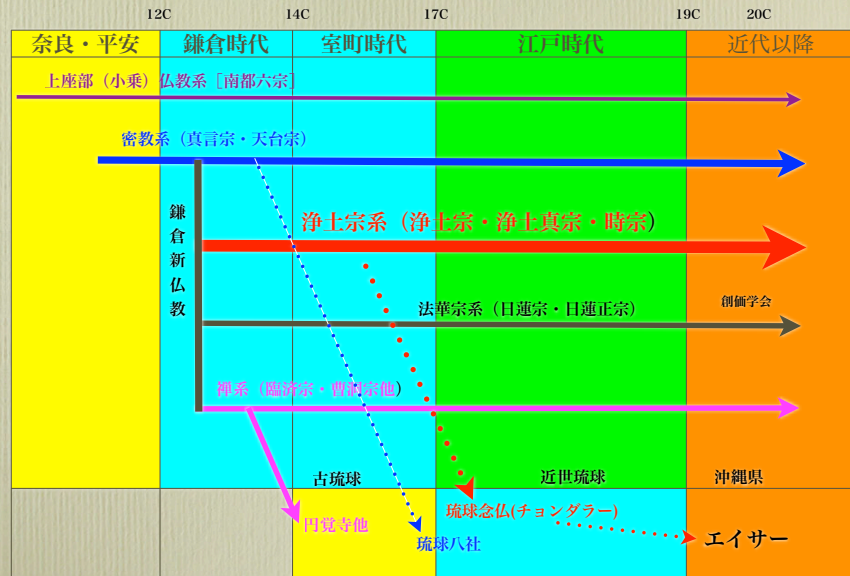 12C 14C 17C 19C 20C
奈良・平安 鎌倉時代 室町時代 江戸時代 近代以降
上座部（小乗）仏教系［南都六宗］
密教系（真言宗・天台宗）
鎌倉新仏教
浄土宗系（浄土宗・浄土真宗・時宗）
創価学会
法華宗系（日蓮宗・日蓮正宗）
禅系（臨済宗・曹洞宗他）
古琉球 近世琉球 沖縄県
琉球念仏(チョンダラー)
円覚寺他
エイサー
琉球八社